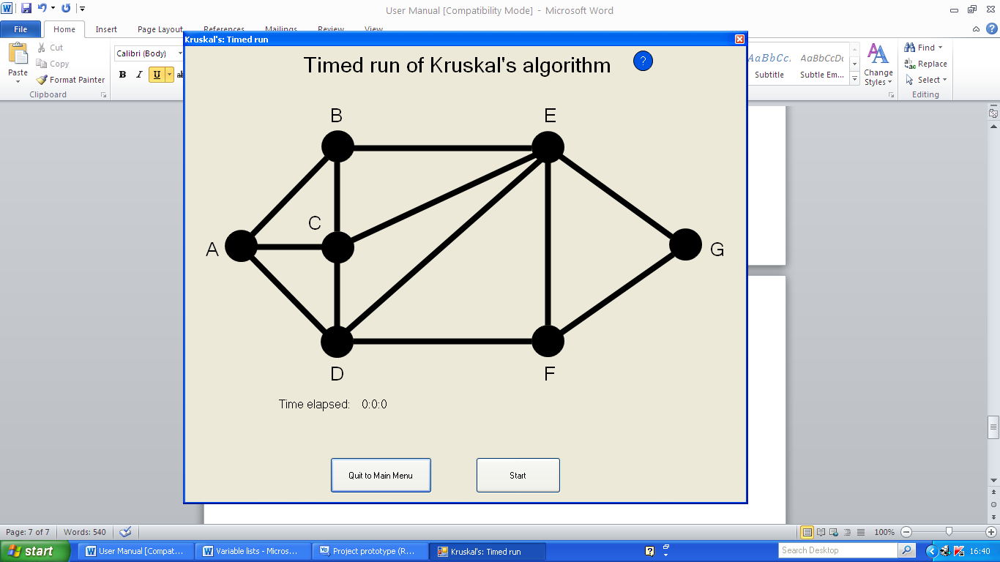 User Manual [Compatibility Mode] - Microsoft Word
File Home Insert Page Layout References Mailings Review View
Kruskal's: Timed run
Cut
Copy
Format Painter
Paste
Clipboard
Calibri (Body)
B I U
AaBbCc. AaBbCcDc
Subtitle Subtle Em...
Change
Styles
Find
Replace
Select
Editing
Timed run of Kruskal's algorithm ?
B E
C
A G
D F
Time elapsed: 0:0:0
Quit to Main Menu Start
Page: 7 of 7 Words: 540 100%
start User Manual [Compat... Variable lists - Micros... Project prototype (R... Kruskal's: Timed run Search Desktop 16:40